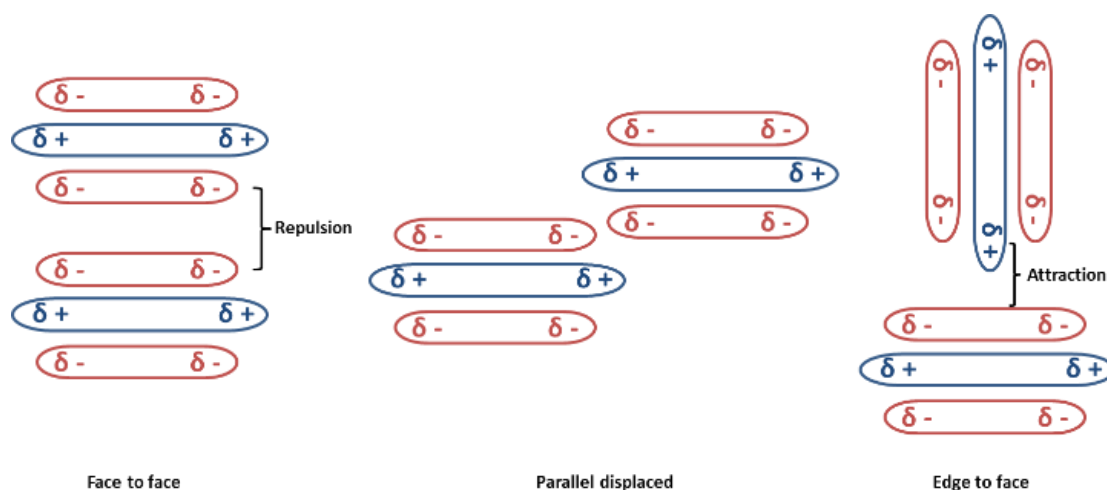 δ - δ -
δ + δ +
δ - δ -
Repulsion
δ - δ -
δ + δ +
δ - δ -
Face to face
δ - δ -
δ + δ +
δ - δ -
δ - δ -
δ + δ +
δ - δ -
Parallel displaced
δ - δ + δ -
δ - δ + δ -
Attraction
δ - δ -
δ + δ +
δ - δ -
Edge to face